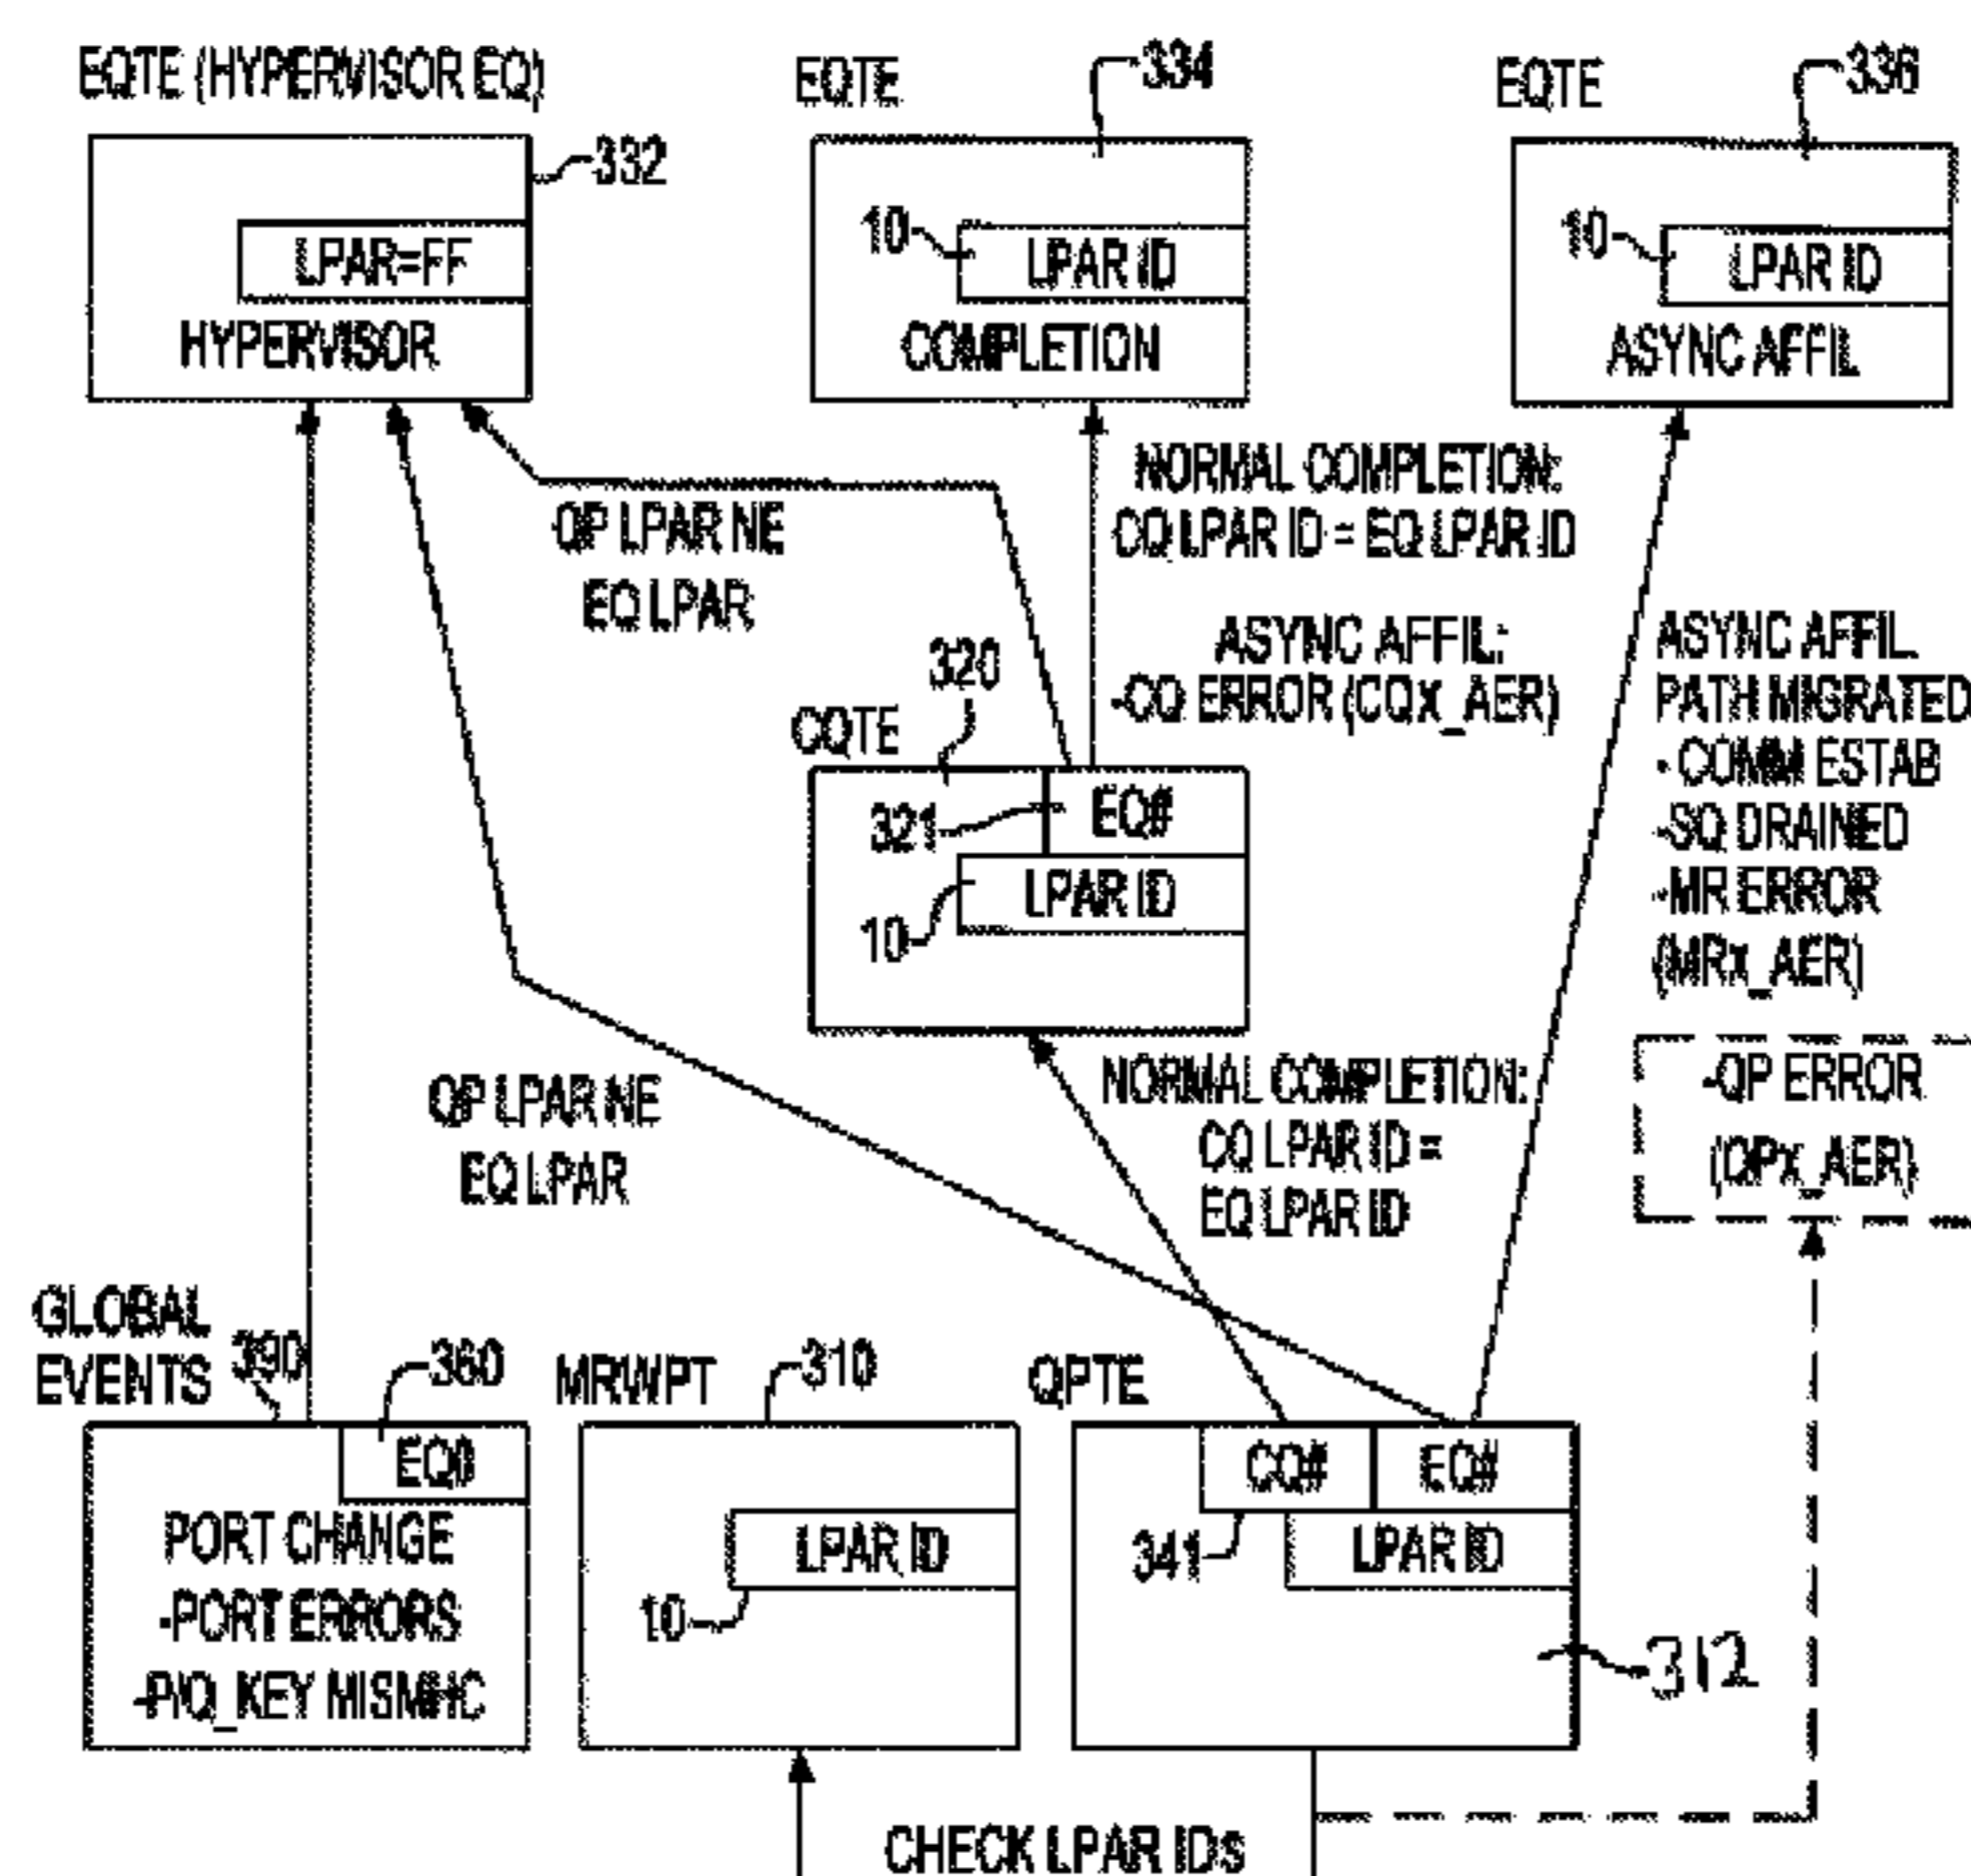 EQTE (HYPERVISOR EQ)
332
LPAR=FF
HYPERVISOR
EQTE
334
10
LPAR ID
COMPLETION
EQTE
336
10
LPAR ID
ASYNC AFFIL
QP LPAR NE
EQ LPAR
NORMAL COMPLETION:
CQ LPAR ID = EQ LPAR ID
ASYNC AFFIL:
-CQ ERROR (CQX_AER)
ASYNC AFFIL.
PATH MIGRATED
- COMM ESTAB
-SQ DRAINED
-MR ERROR
(MRX_AER)
-QP ERROR
(QPX_AER)
320
CQTE
321
EQ#
LPAR ID
10
QP LPAR NE
EQ LPAR
NORMAL COMPLETION:
CQ LPAR ID =
EQ LPAR ID
GLOBAL
EVENTS
390
360
EQ0
PORT CHANGE
-PORT ERRORS
-P/Q_KEY MISMHC
MRWPT
310
LPAR ID
10
QPTE
CQ#
EQ#
341
LPAR ID
312
CHECK LPAR IDs